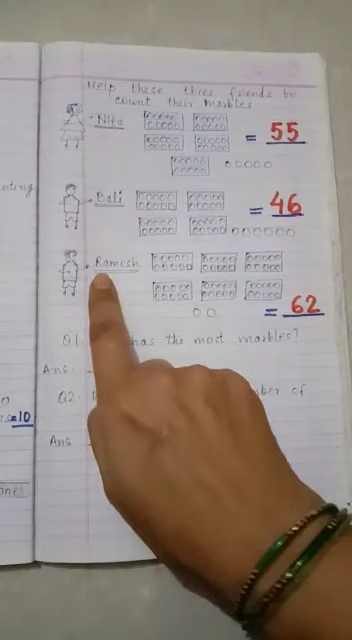 Help these three friends to
count their marbles
Nita
= 55
Bali
= 46
Ramesh
= 62
Q1. has the most marbles?
Ans.
Q2. of
Ans
=10